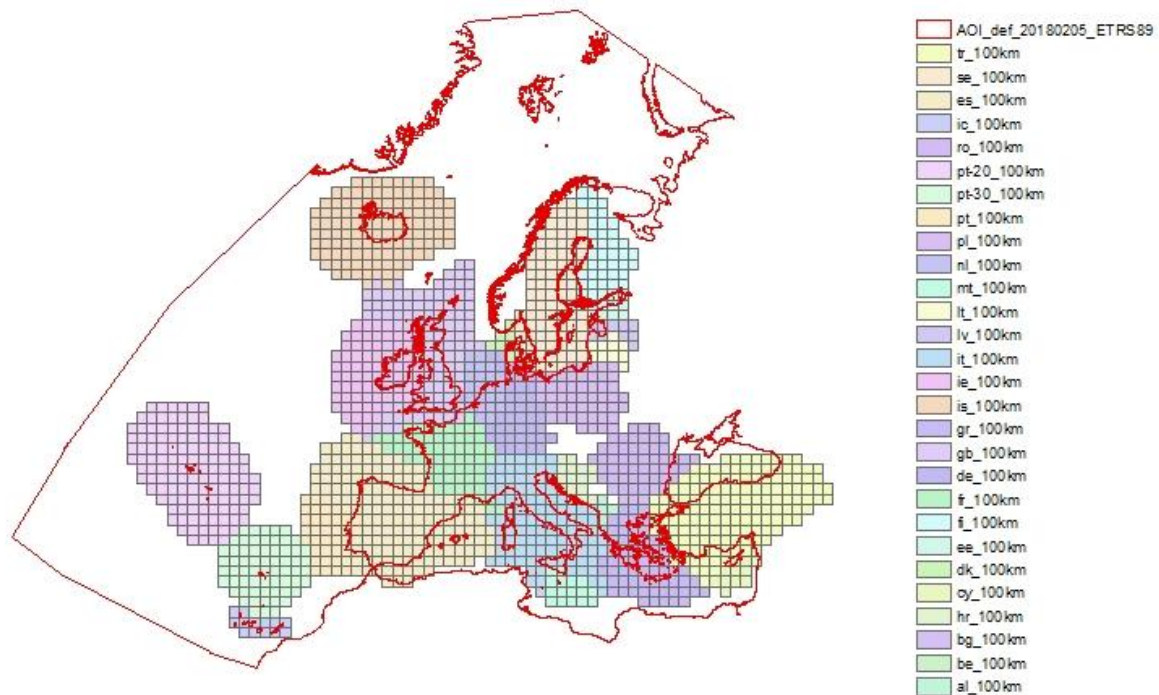 AOI_def_20180205_ETRS89
tr_100km
se_100km
es_100km
ic_100km
ro_100km
pt-20_100km
pt-30_100km
pt_100km
pl_100km
nl_100km
mt_100km
lt_100km
lv_100km
it_100km
ie_100km
is_100km
gr_100km
gb_100km
de_100km
fr_100km
fi_100km
ee_100km
dk_100km
cy_100km
hr_100km
bg_100km
be_100km
al_100km